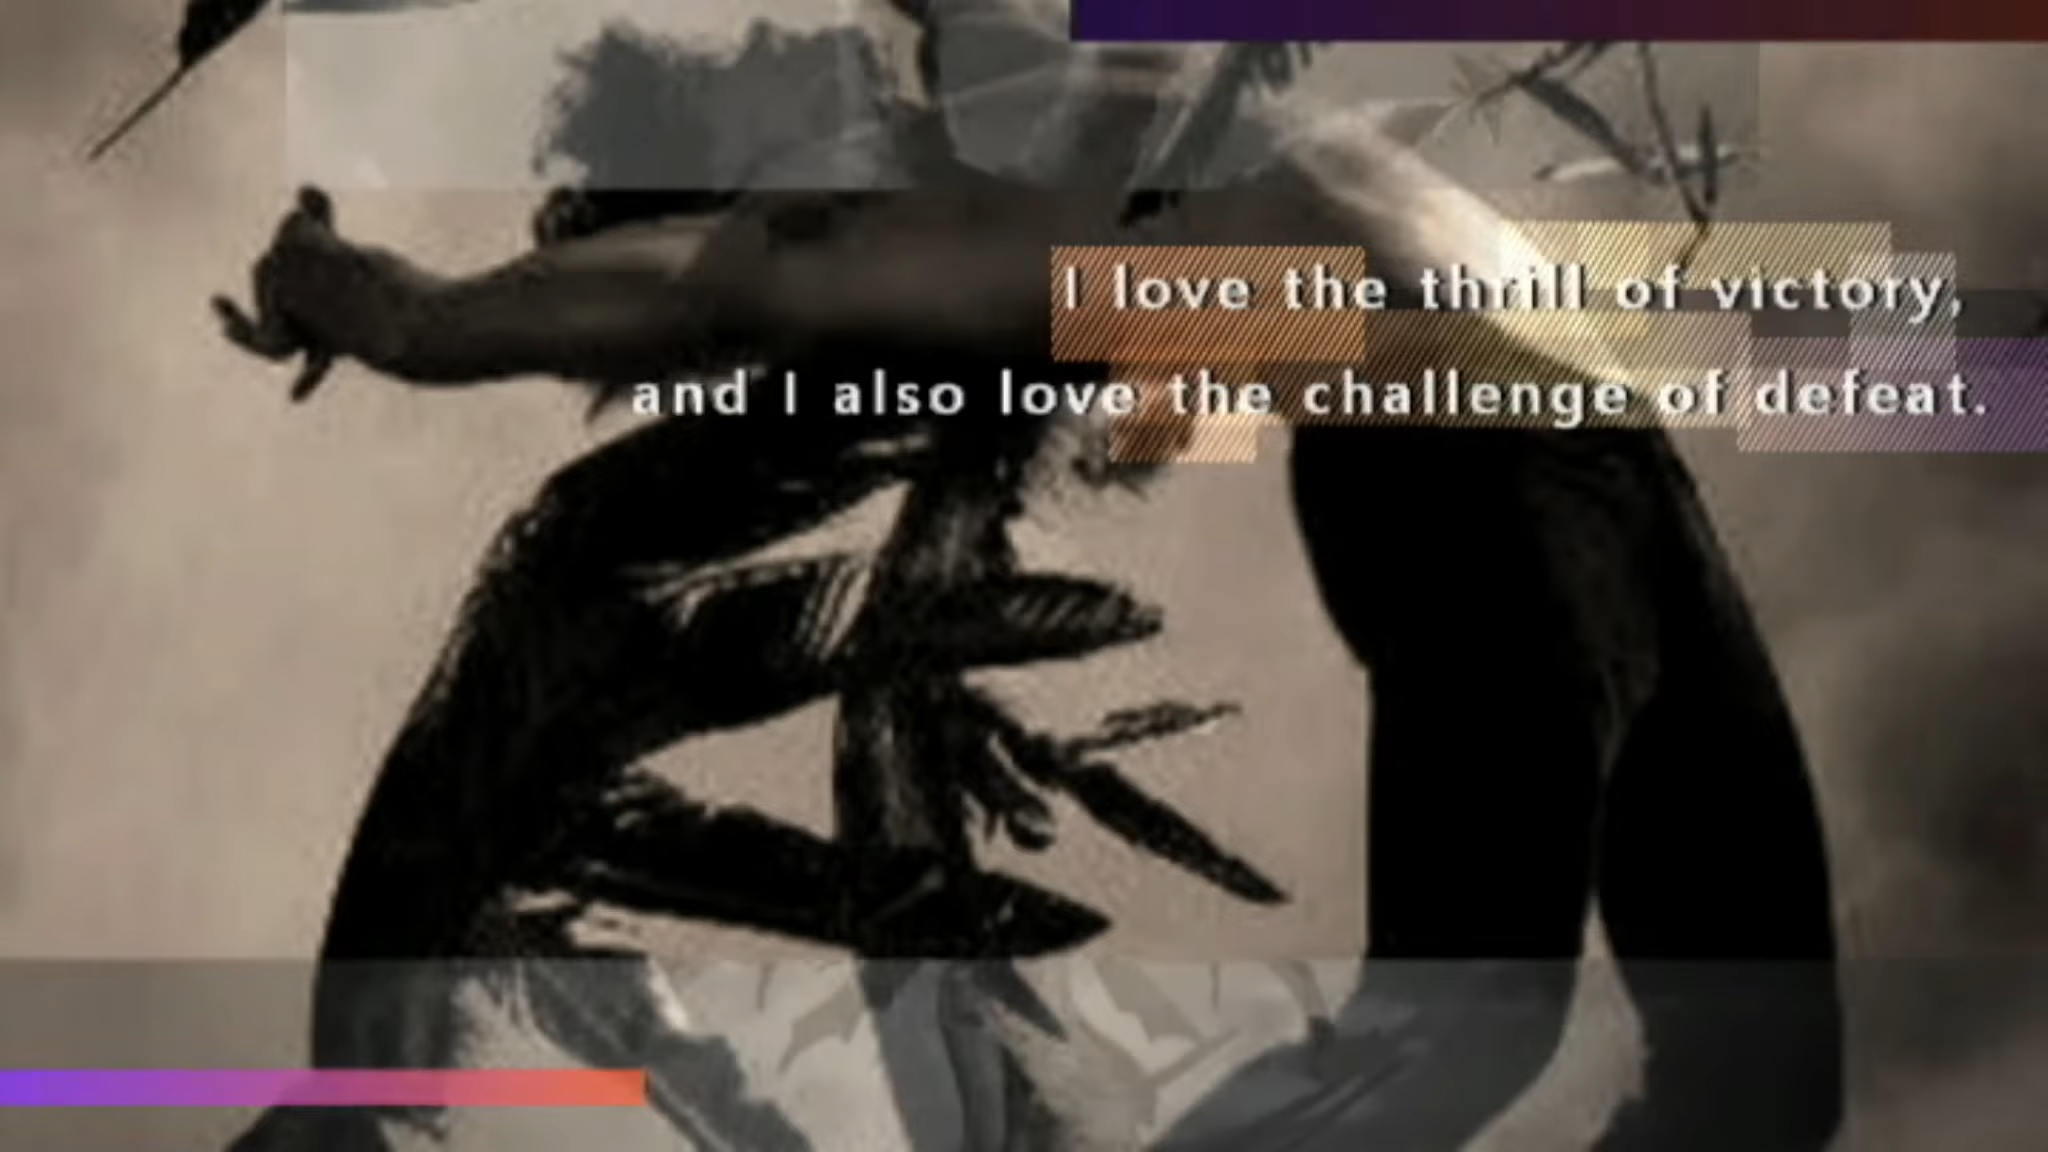 I love the thrill of victory,
and I also love the challenge of defeat.